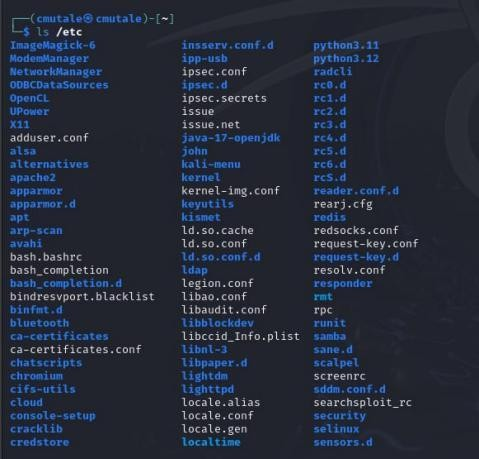 ┌──(cmutale㉿cmutale)-[~]
└─$ ls /etc
ImageMagick-6 insserv.conf.d python3.11
ModemManager ipp-usb python3.12
NetworkManager ipsec.conf radcli
ODBCDataSources ipsec.d rc0.d
OpenCL ipsec.secrets rc1.d
UPower issue rc2.d
X11 issue.net rc3.d
adduser.conf java-17-openjdk rc4.d
alsa john rc5.d
alternatives kali-menu rc6.d
apache2 kernel rcS.d
apparmor kernel-img.conf reader.conf.d
apparmor.d keyutils rearj.cfg
apt kismet redis
arp-scan ld.so.cache redsocks.conf
avahi ld.so.conf request-key.conf
bash.bashrc ld.so.conf.d request-key.d
bash_completion ldap resolv.conf
bash_completion.d legion.conf responder
bindresvport.blacklist libao.conf rmt
binfmt.d libaudit.conf rpc
bluetooth libblockdev runit
ca-certificates libccid_Info.plist samba
ca-certificates.conf libnl-3 sane.d
chatscripts libpaper.d scalpel
chromium lightdm screenrc
cifs-utils lighttpd sddm.conf.d
cloud locale.alias searchsploit_rc
console-setup locale.conf security
cracklib locale.gen selinux
credstore localtime sensors.d